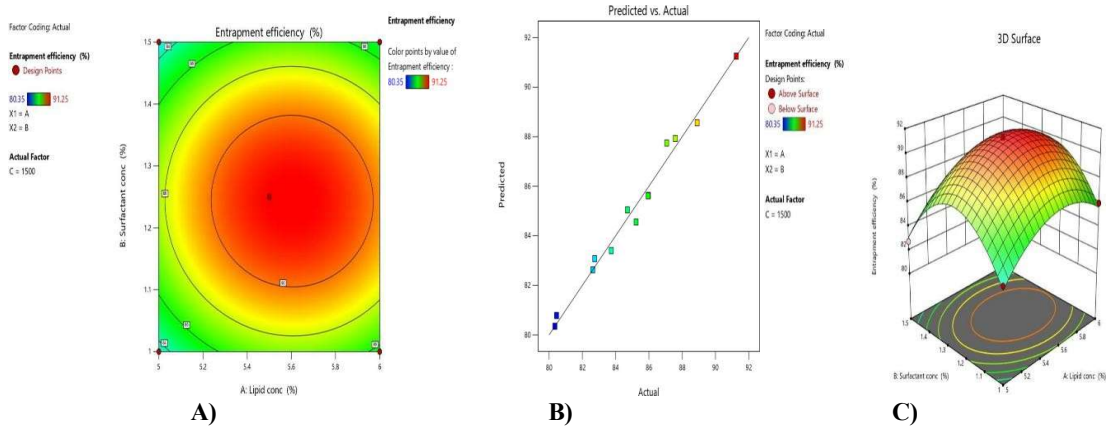 Factor Coding: Actual
Entrapment efficiency (%)
Design Points
80.35 91.25
X1 = A
X2 = B
Actual Factor
C = 1500
Entrapment efficiency (%)
1.5
1.4
1.3
1.2
1.1
1
B: Surfactant conc (%)
5 5.2 5.4 5.6 5.8 6
A: Lipid conc (%)
A)
Entrapment efficiency
Color points by value of
Entrapment efficiency :
80.35 91.25
Predicted vs. Actual
92
90
88
86
84
82
80
Predicted
80 82 84 86 88 90 92
Actual
B)
Factor Coding: Actual
Entrapment efficiency (%)
Design Points:
Above Surface
Below Surface
80.35 91.25
X1 = A
X2 = B
Actual Factor
C = 1500
3D Surface
Entrapment efficiency (%)
B: Surfactant conc (%)
A: Lipid conc (%)
C)